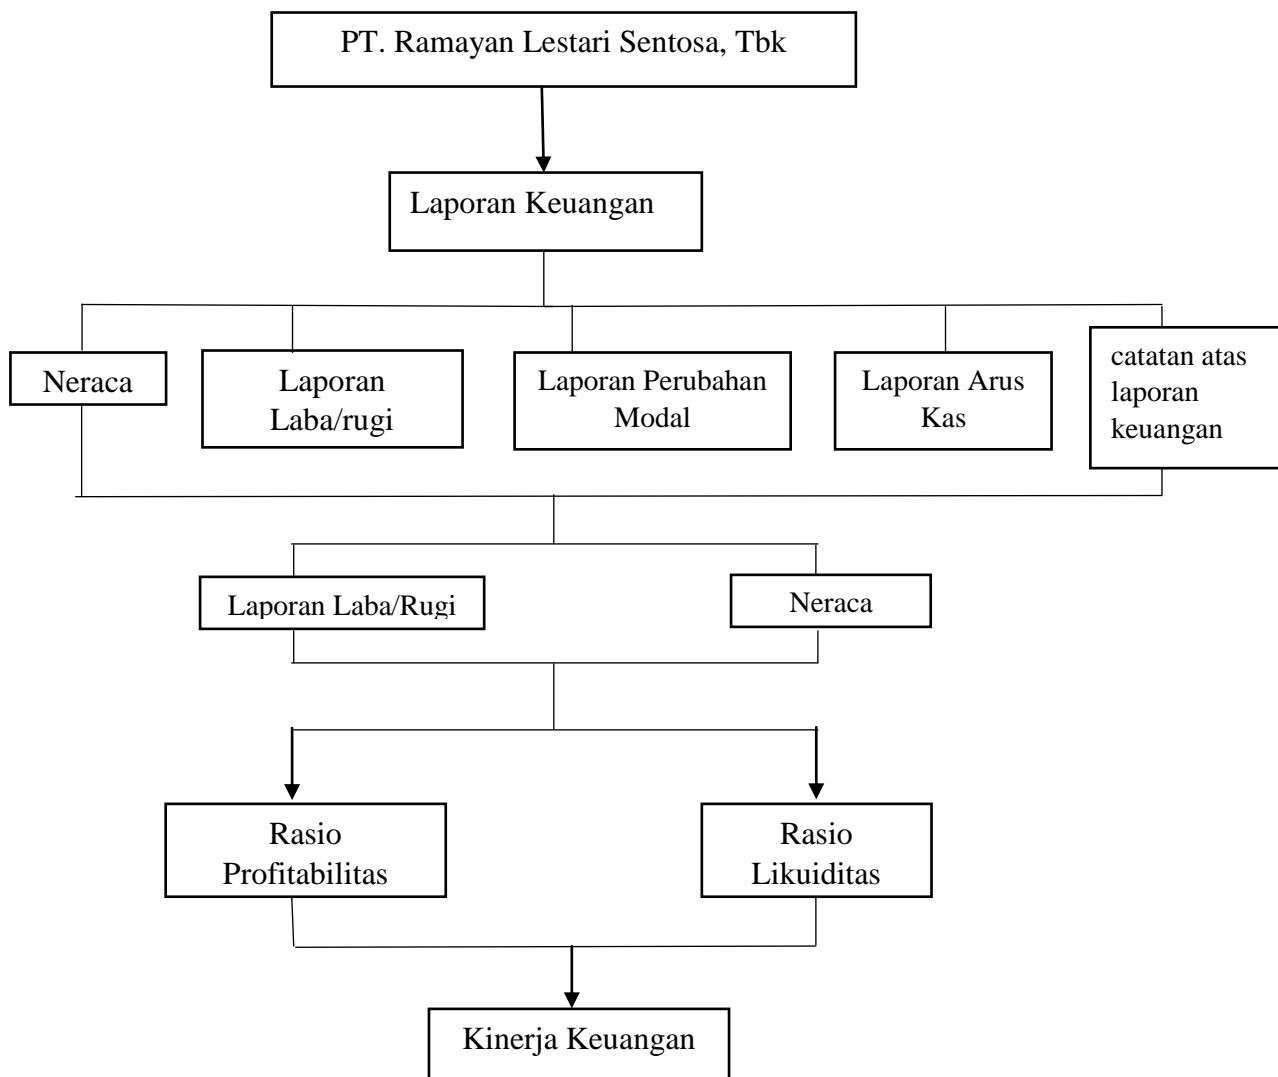 PT. Ramayan Lestari Sentosa, Tbk
Laporan Keuangan
Neraca
Laporan
Laba/rugi
Laporan Perubahan
Modal
Laporan Arus
Kas
catatan atas
laporan
keuangan
Laporan Laba/Rugi
Neraca
Rasio
Profitabilitas
Rasio
Likuiditas
Kinerja Keuangan